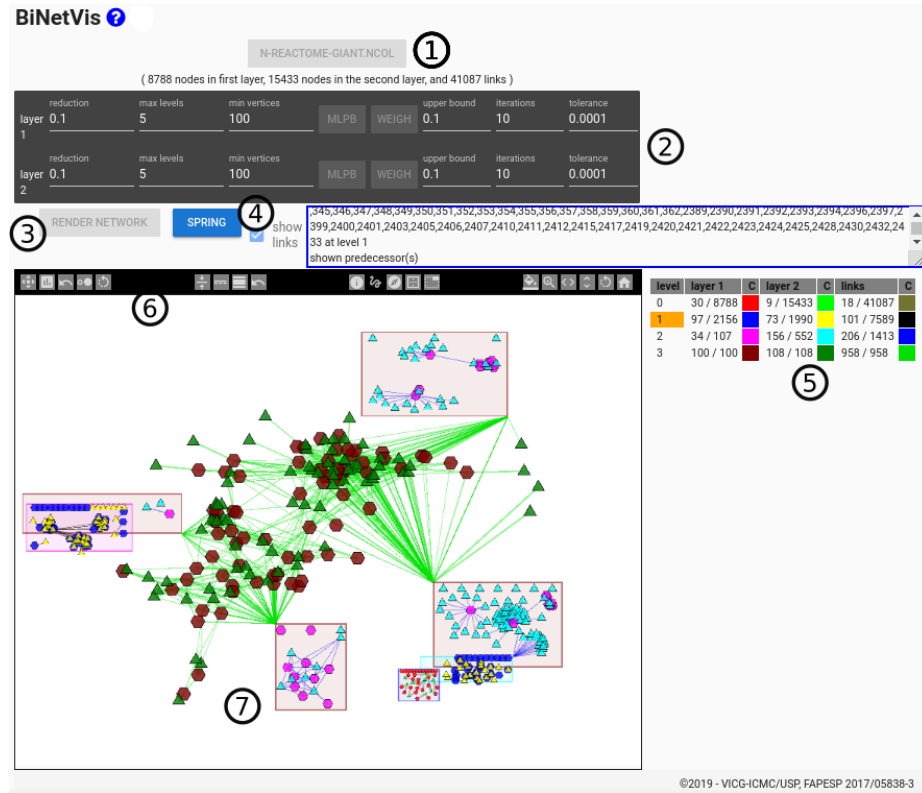 BiNetVis ?
N-REACTOME-GIANT.NCOL
1
( 8788 nodes in first layer, 15433 nodes in the second layer, and 41087 links )
reduction max levels min vertices upper bound iterations tolerance
layer 1 0.1 5 100 MLPB WEIGH 0.1 10 0.0001
2
reduction max levels min vertices upper bound iterations tolerance
layer 2 0.1 5 100 MLPB WEIGH 0.1 10 0.0001
3
RENDER NETWORK
SPRING
4
show
links
,345,346,347,348,349,350,351,352,353,354,355,356,357,358,359,360,361,362,2389,2390,2391,2392,2393,2394,2396,2397,2
399,2400,2401,2403,2405,2406,2407,2410,2411,2412,2415,2417,2419,2420,2421,2422,2423,2424,2425,2428,2430,2432,24
33 at level 1
shown predecessor(s)
6
level layer 1 C layer 2 C links C
0 30 / 8788 9 / 15433 18 / 41087
1 97 / 2156 73 / 1990 101 / 7589
2 34 / 107 156 / 552 206 / 1413
3 100 / 100 108 / 108 958 / 958
5
7
©2019 - VICG-ICMC/USP, FAPESP 2017/05838-3